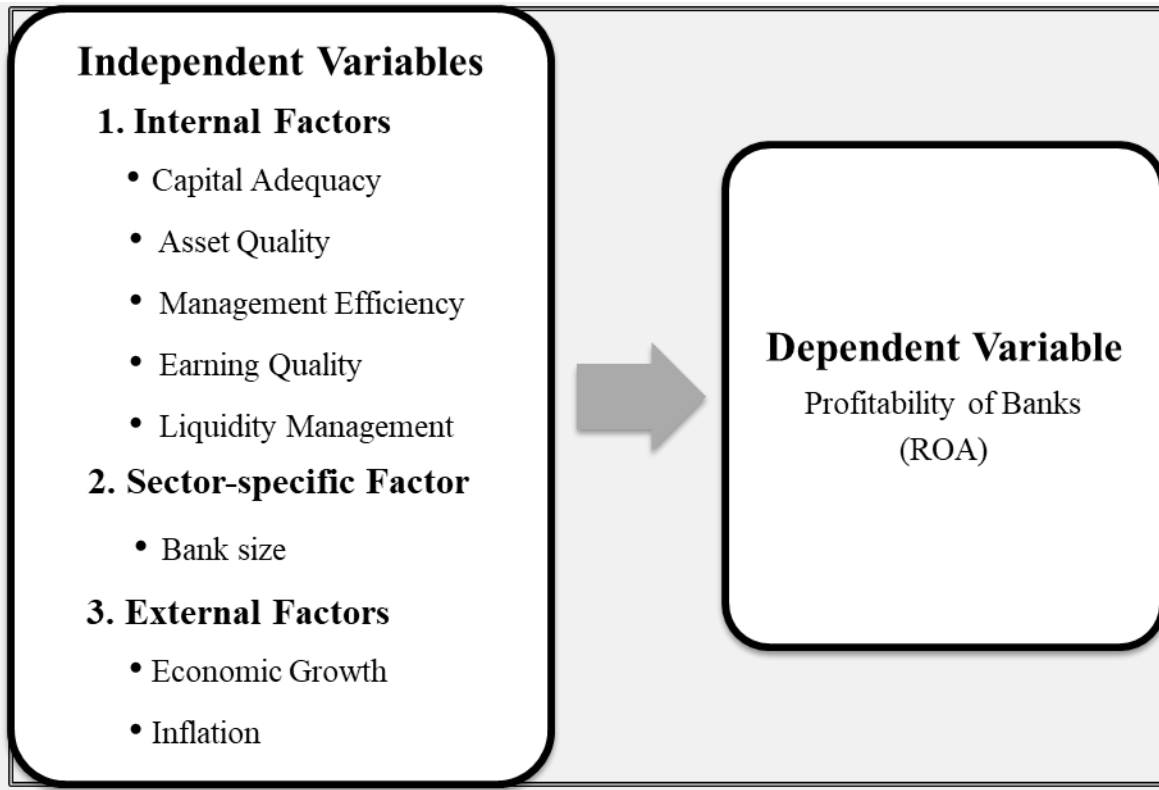 Independent Variables
1. Internal Factors
• Capital Adequacy
• Asset Quality
• Management Efficiency
• Earning Quality
• Liquidity Management
2. Sector-specific Factor
• Bank size
3. External Factors
• Economic Growth
• Inflation
Dependent Variable
Profitability of Banks
(ROA)